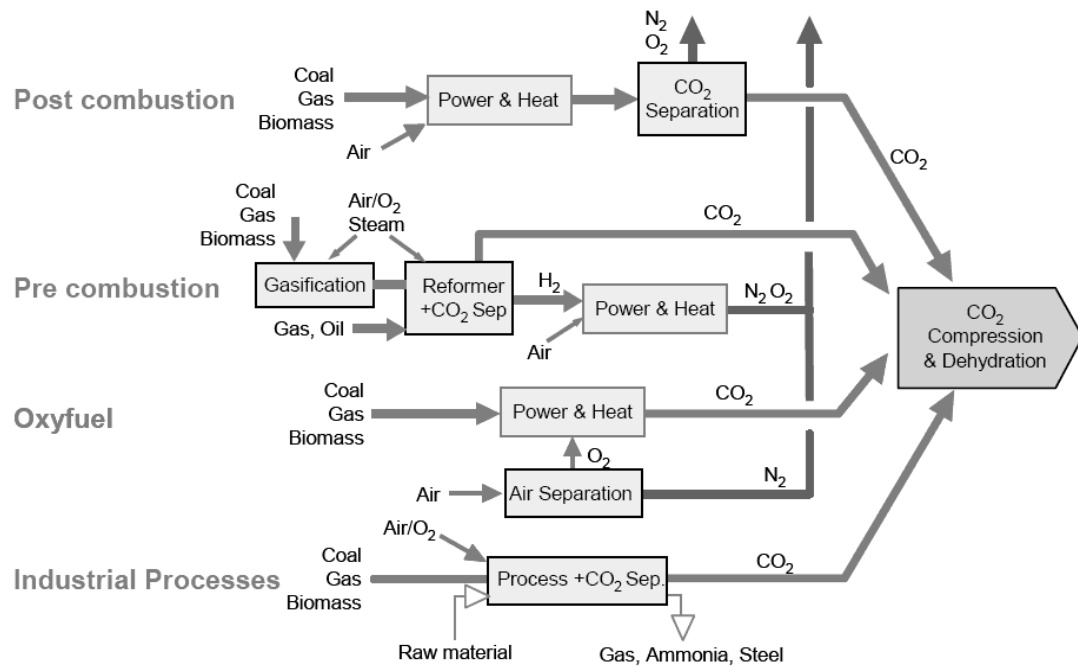 N₂
O₂
Post combustion
Coal
Gas
Biomass
Air
Power & Heat
CO₂
Separation
CO₂
Pre combustion
Coal
Gas
Biomass
Air/O₂
Steam
Gasification
Gas, Oil
Reformer
+CO₂ Sep
CO₂
H₂
Air
Power & Heat
N₂ O₂
CO₂
Compression
& Dehydration
Oxyfuel
Coal
Gas
Biomass
Power & Heat
CO₂
O₂
Air
Air Separation
N₂
Industrial Processes
Air/O₂
Coal
Gas
Biomass
Process +CO₂ Sep.
CO₂
Raw material
Gas, Ammonia, Steel